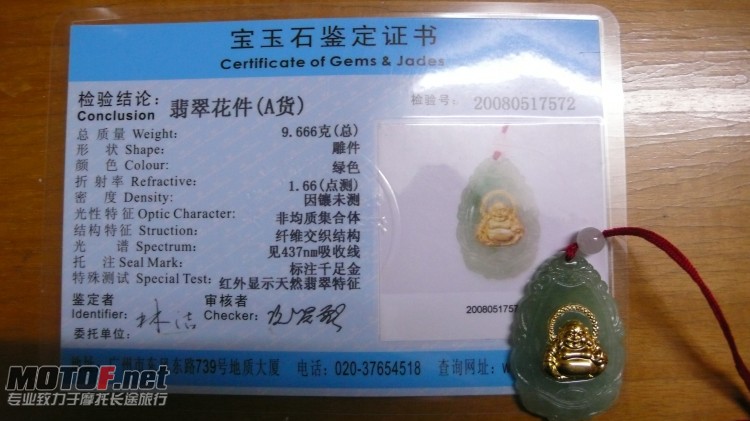 宝玉石鉴定证书
Certificate of Gems & Jades
检验结论: 翡翠花件(A货) 检验号: 20080517572
Conclusion
总 质 量 Weight: 9.666克(总)
形 状 Shape: 雕件
颜 色 Colour: 绿色
折 射 率 Refractive: 1.66(点测)
密 度 Density: 因镶未测
光性特征 Optic Character: 非均质集合体
结构特征 Struction: 纤维交织结构
光 谱 Spectrum: 见437nm吸收线
托 注 Seal Mark: 标注千足金
特殊测试 Special Test: 红外显示天然翡翠特征
鉴定者 审核者
Identifier: Checker:
委托单位:
2008051757
东路739号地质大厦 电话: 020-37654518 查询网址: w
MOTOF.net
专业致力于摩托长途旅行